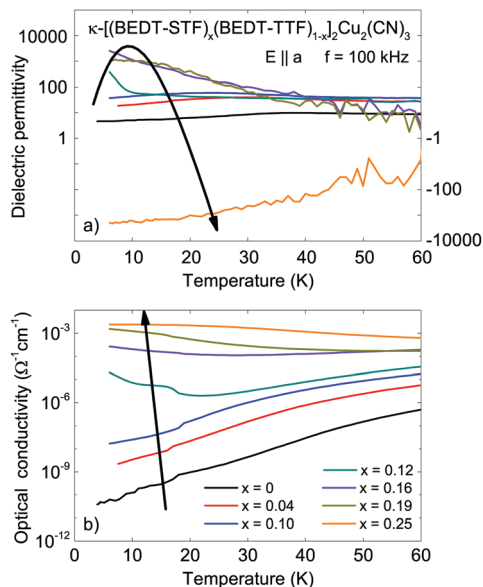 κ-[(BEDT-STF)x(BEDT-TTF)1-x]2Cu2(CN)3
E || a f = 100 kHz
Dielectric permittivity
10000
100
1
-1
-100
-10000
a)
0 10 20 30 40 50 60
Temperature (K)
Optical conductivity (Ω-1cm-1)
10-3
10-6
10-9
10-12
b)
x = 0
x = 0.04
x = 0.10
x = 0.12
x = 0.16
x = 0.19
x = 0.25
0 10 20 30 40 50 60
Temperature (K)